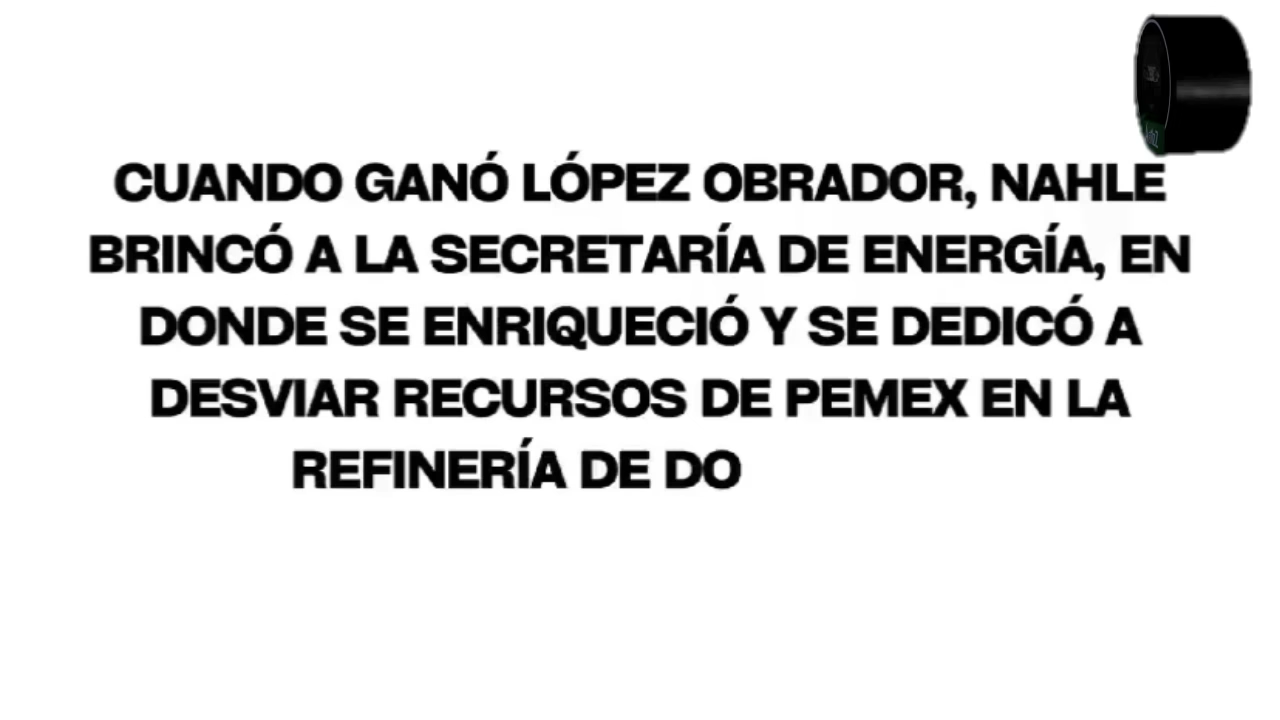 CUANDO GANÓ LÓPEZ OBRADOR, NAHLE
BRINCÓ A LA SECRETARÍA DE ENERGÍA, EN
DONDE SE ENRIQUECIÓ Y SE DEDICÓ A
DESVIAR RECURSOS DE PEMEX EN LA
REFINERÍA DE DO